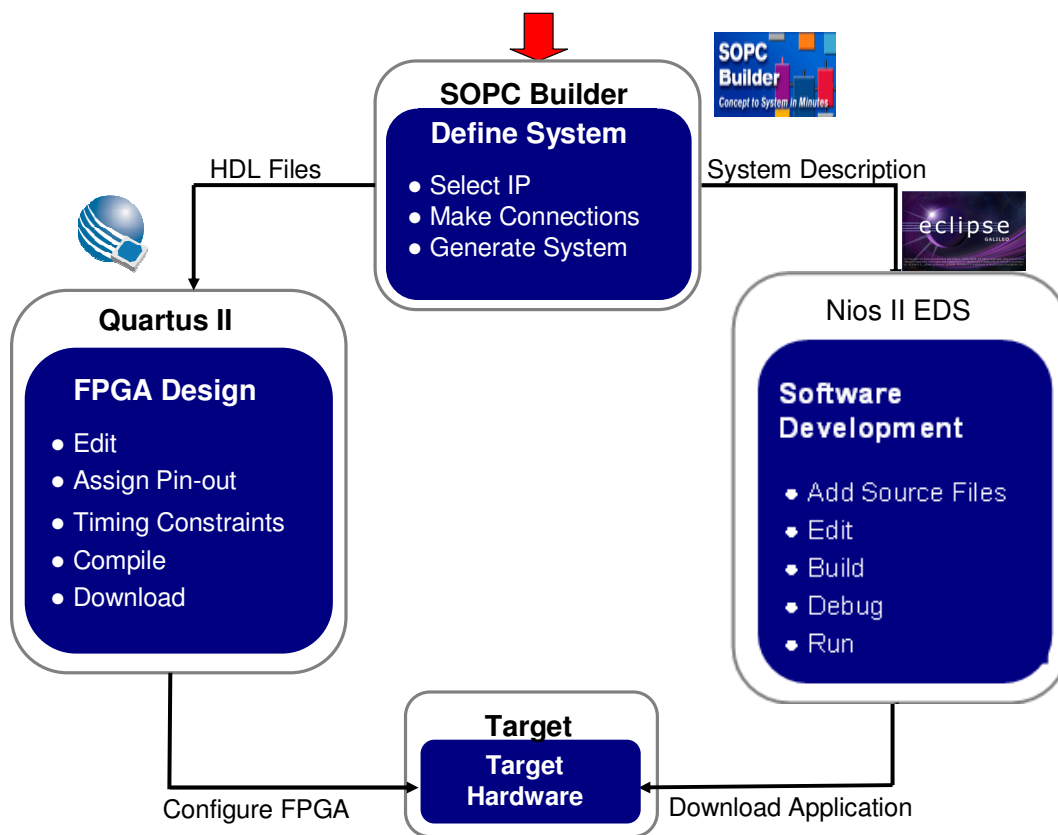 SOPC
Builder
Concept to System in Minutes
SOPC Builder
Define System
● Select IP
● Make Connections
● Generate System
HDL Files
System Description
eclipse
GALILEO
Quartus II
FPGA Design
● Edit
● Assign Pin-out
● Timing Constraints
● Compile
● Download
Nios II EDS
Software
Development
● Add Source Files
● Edit
● Build
● Debug
● Run
Target
Target
Hardware
Configure FPGA
Download Application